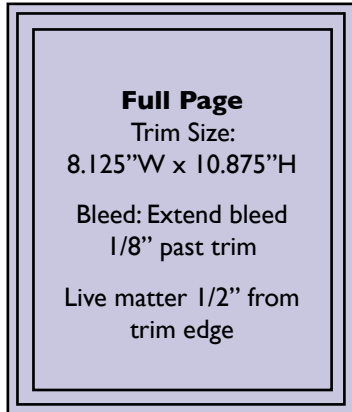 Full Page
Trim Size:
8.125”W x 10.875”H
Bleed: Extend bleed
1/8” past trim
Live matter 1/2” from
trim edge